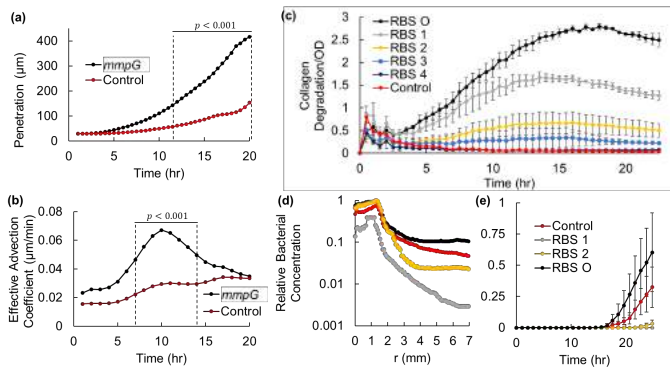 (a)
p < 0.001
Penetration (µm)
500
400
300
200
100
0
mmpG
Control
0 5 10 15 20
Time (hr)
(b)
p < 0.001
Effective Advection
Coefficient (µm/min)
0.08
0.06
0.04
0.02
0
mmpG
Control
0 5 10 15 20
Time (hr)
(c)
Collagen
Degradation/OD
3
2.5
2
1.5
1
0.5
0
RBS O
RBS 1
RBS 2
RBS 3
RBS 4
Control
0 5 10 15 20
Time (hr)
(d)
Relative Bacterial
Concentration
1
0.1
0.01
0.001
0 1 2 3 4 5 6 7
r (mm)
(e)
1
0.75
0.5
0.25
0
Control
RBS 1
RBS 2
RBS O
0 5 10 15 20 25
Time (hr)